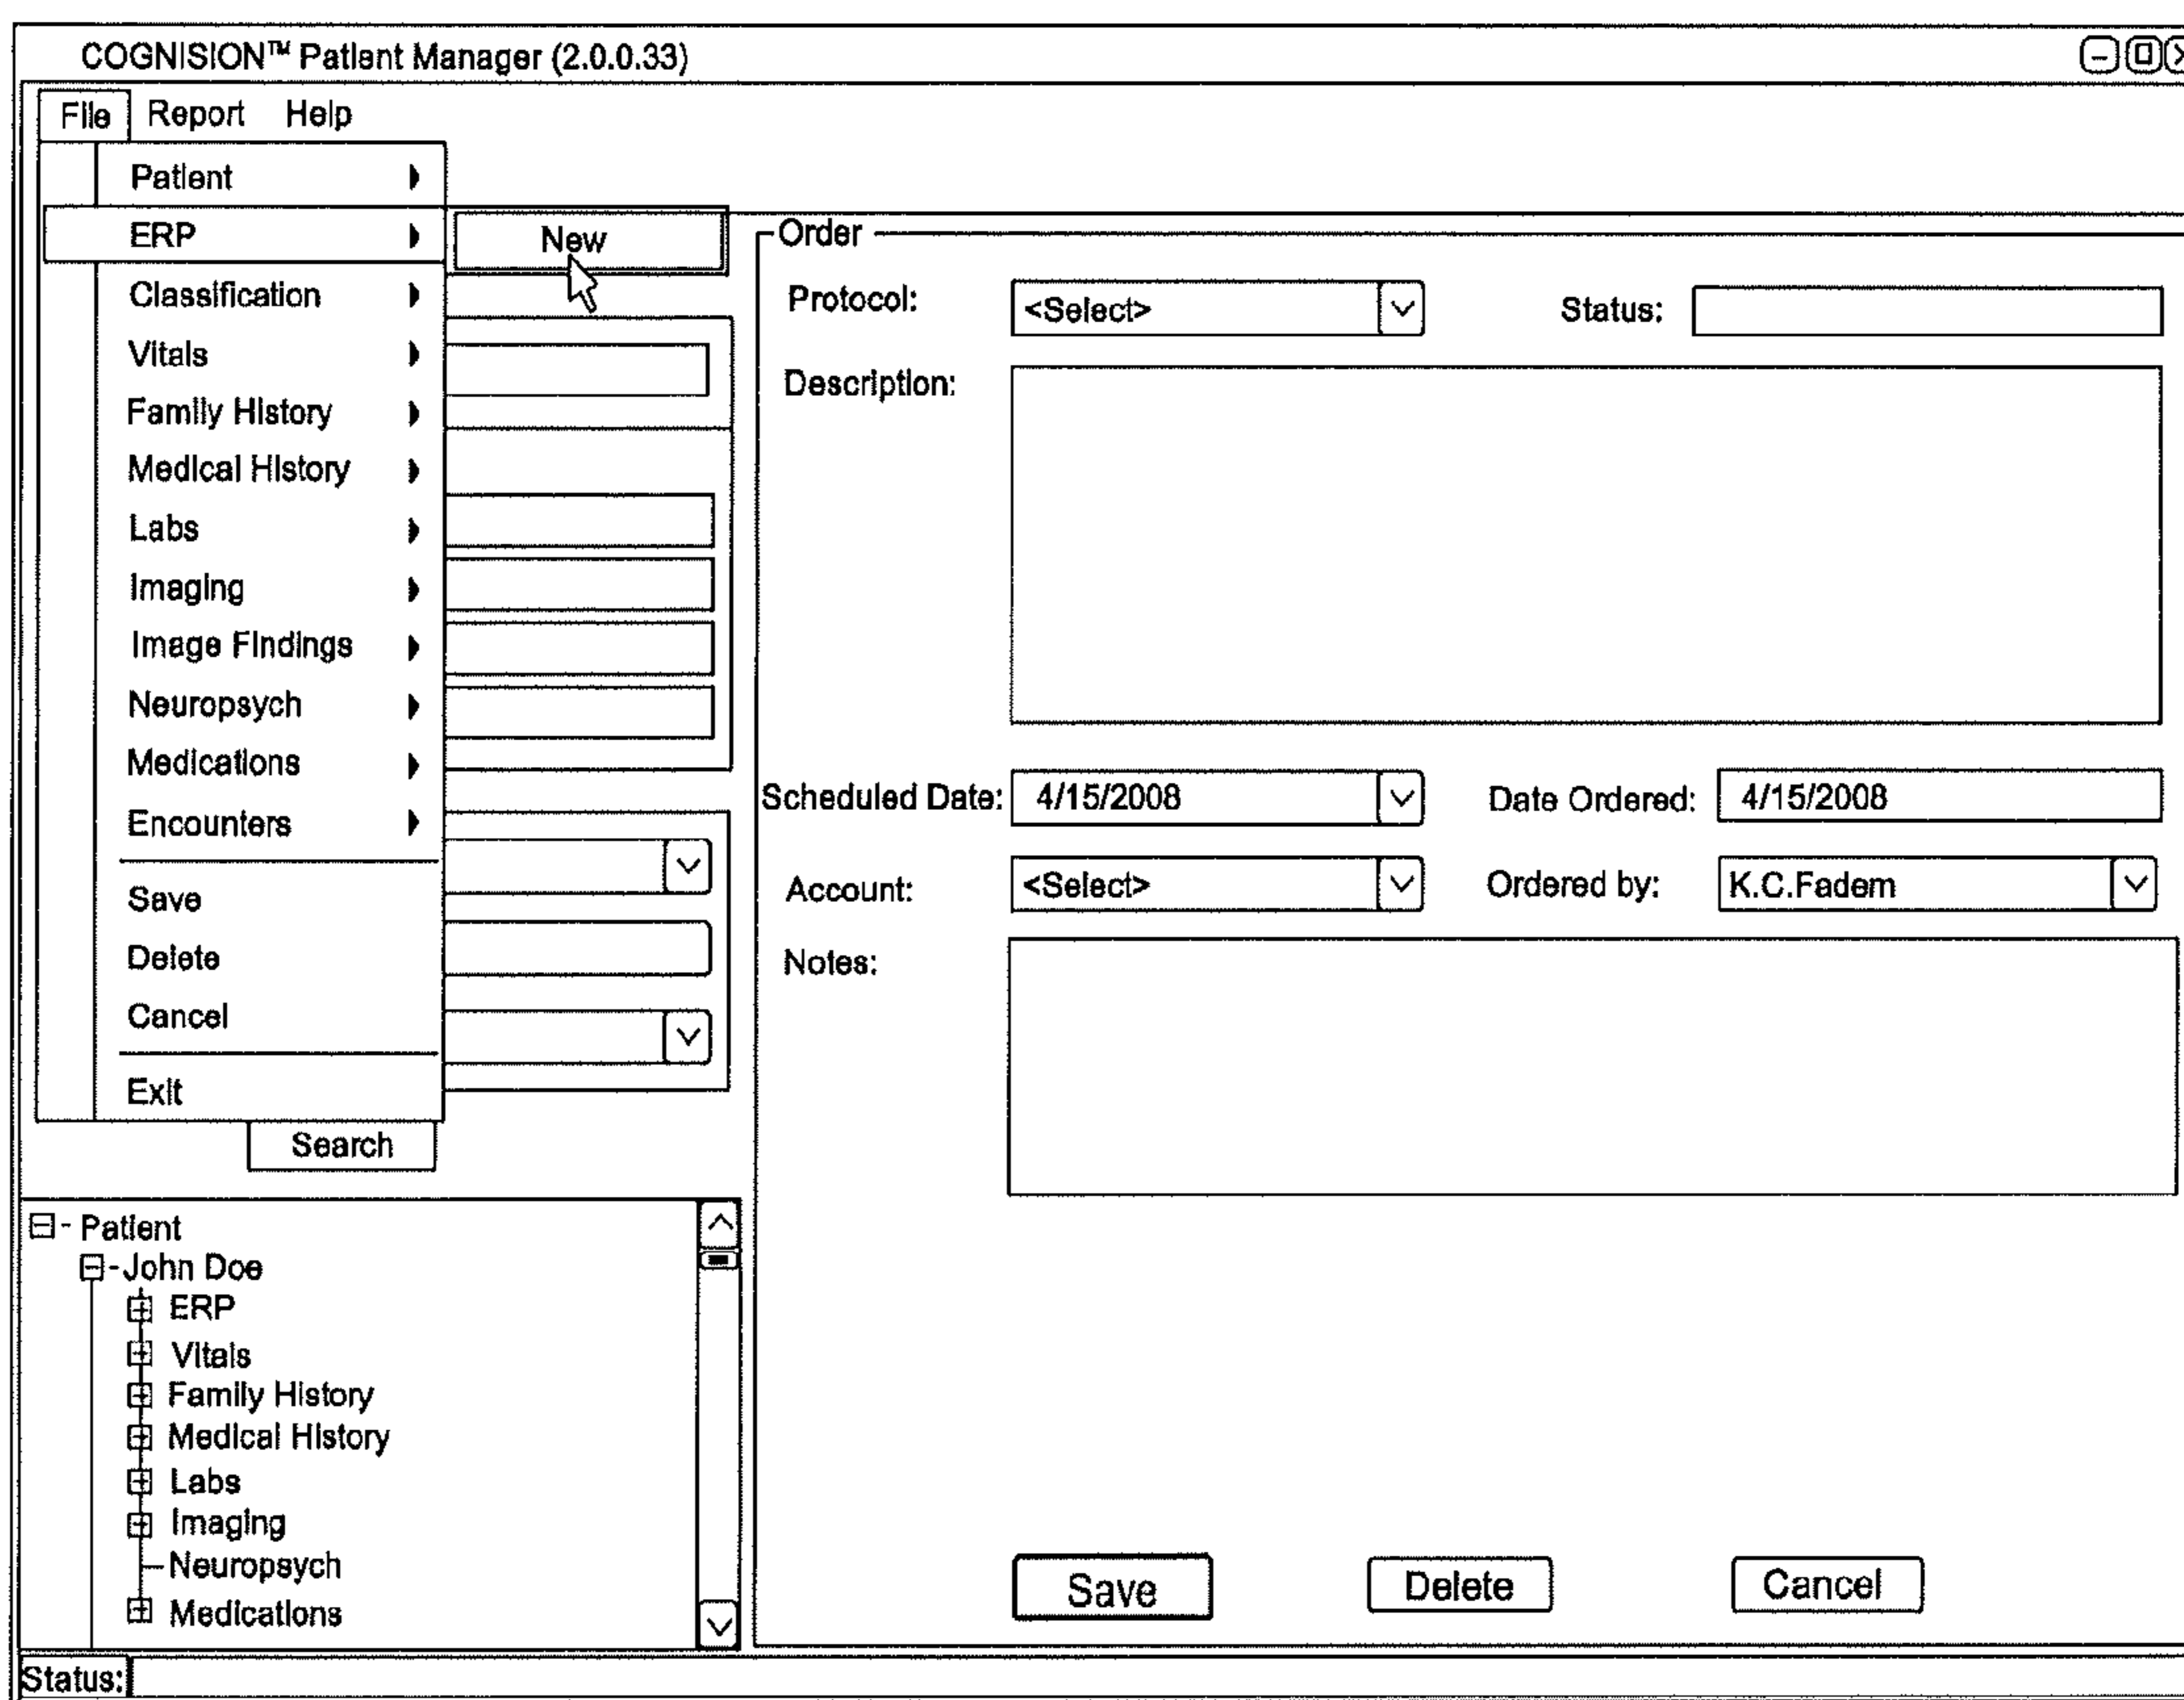 COGNISION™ Patient Manager (2.0.0.33)
File Report Help
Patient
ERP
New
Classification
Vitals
Family History
Medical History
Labs
Imaging
Image Findings
Neuropsych
Medications
Encounters
Save
Delete
Cancel
Exit
Search
Order
Protocol: <Select> Status:
Description:
Scheduled Date: 4/15/2008 Date Ordered: 4/15/2008
Account: <Select> Ordered by: K.C.Fadem
Notes:
Save Delete Cancel
Patient
John Doe
ERP
Vitals
Family History
Medical History
Labs
Imaging
Neuropsych
Medications
Status: